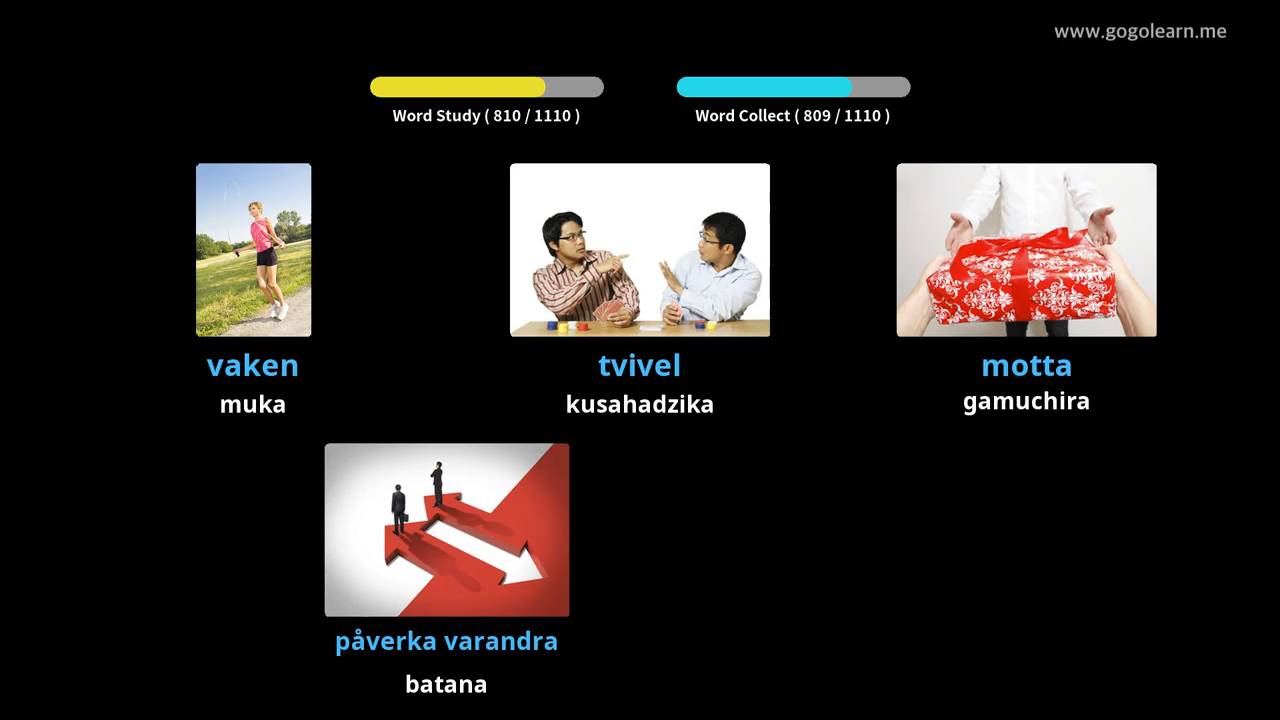 www.gogolearn.me
Word Study ( 810 / 1110 )
Word Collect ( 809 / 1110 )
vaken
muka
tvivel
kusahadzika
motta
gamuchira
påverka varandra
batana